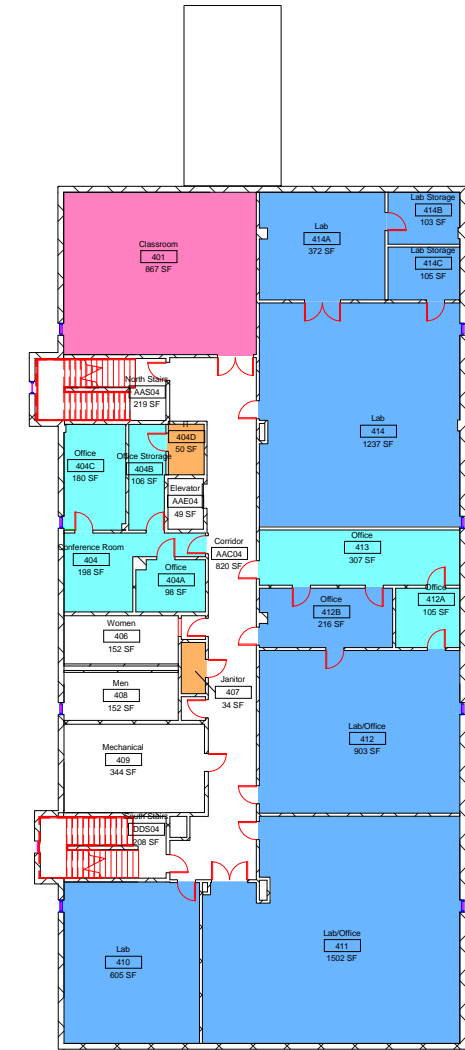 Lab Storage
414B
103 SF
Lab
414A
372 SF
Classroom
401
867 SF
Lab Storage
414C
105 SF
North Stairs
AAS04
219 SF
Lab
414
1237 SF
IT
404D
50 SF
Office
404C
180 SF
Office Storage
404B
106 SF
Elevator
AAE04
49 SF
Corridor
AAC04
820 SF
Office
413
307 SF
Conference Room
404
198 SF
Office
404A
98 SF
Office
412A
105 SF
Office
412B
216 SF
Women
406
152 SF
Men
408
152 SF
Janitor
407
34 SF
Mechanical
409
344 SF
Lab/Office
412
903 SF
South Stairs
DDS04
208 SF
Lab/Office
411
1502 SF
Lab
410
605 SF